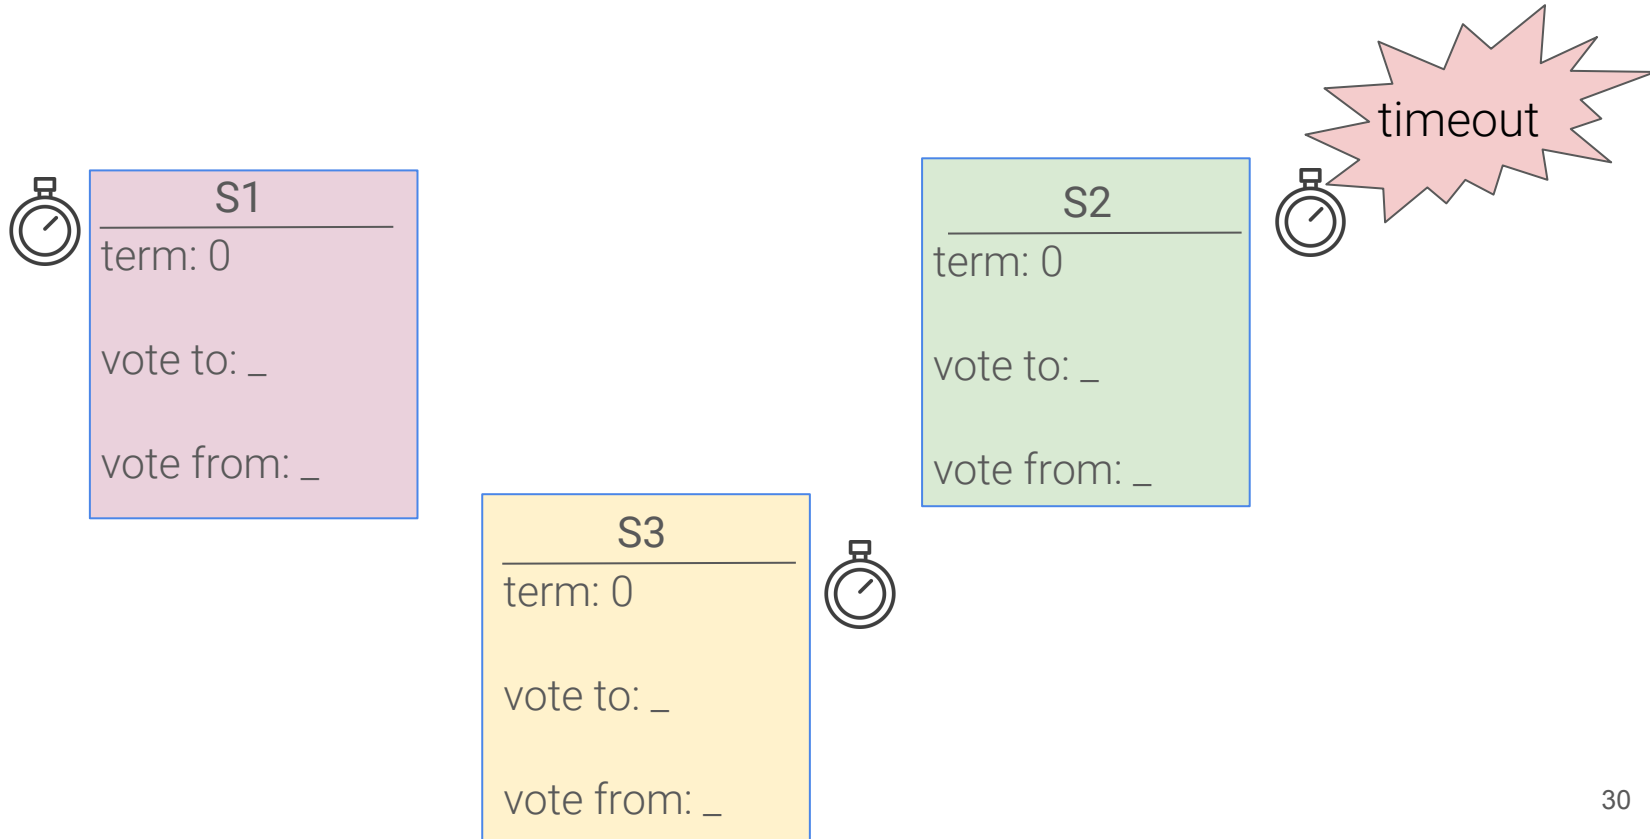 timeout
S1
term: 0
vote to: _
vote from: _
S2
term: 0
vote to: _
vote from: _
S3
term: 0
vote to: _
vote from: _
30